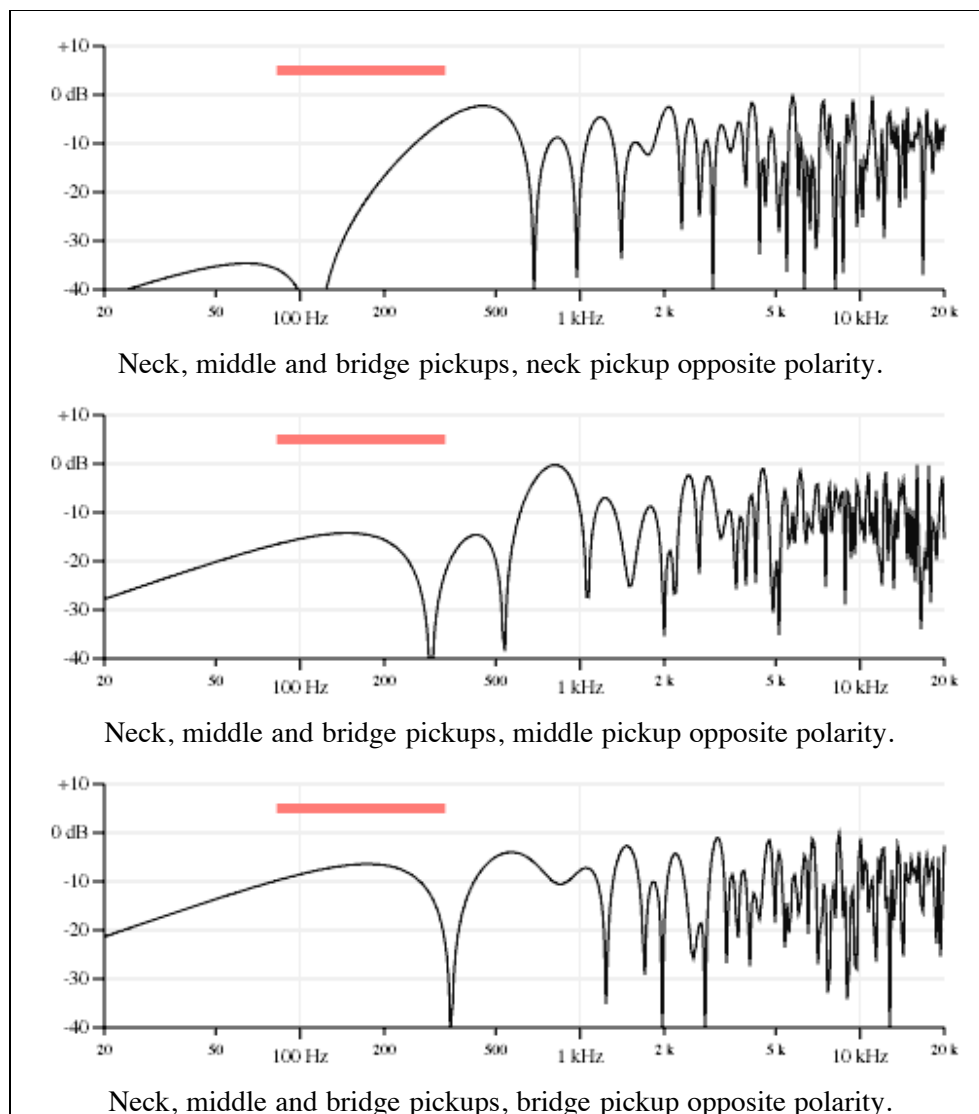 +10
0 dB
-10
-20
-30
-40
20 50 100 Hz 200 500 1 kHz 2 k 5 k 10 kHz 20 k
Neck, middle and bridge pickups, neck pickup opposite polarity.
+10
0 dB
-10
-20
-30
-40
20 50 100 Hz 200 500 1 kHz 2 k 5 k 10 kHz 20 k
Neck, middle and bridge pickups, middle pickup opposite polarity.
+10
0 dB
-10
-20
-30
-40
20 50 100 Hz 200 500 1 kHz 2 k 5 k 10 kHz 20 k
Neck, middle and bridge pickups, bridge pickup opposite polarity.